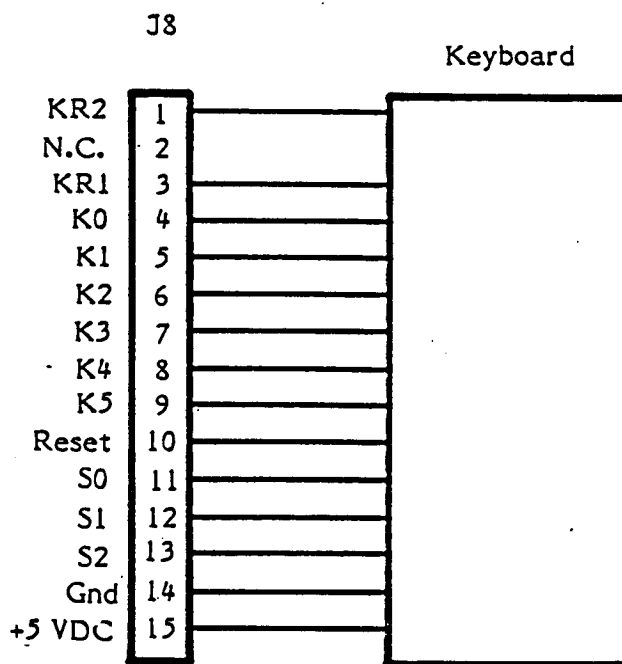 J8
Keyboard
KR2 1
N.C. 2
KR1 3
K0 4
K1 5
K2 6
K3 7
K4 8
K5 9
Reset 10
S0 11
S1 12
S2 13
Gnd 14
+5 VDC 15